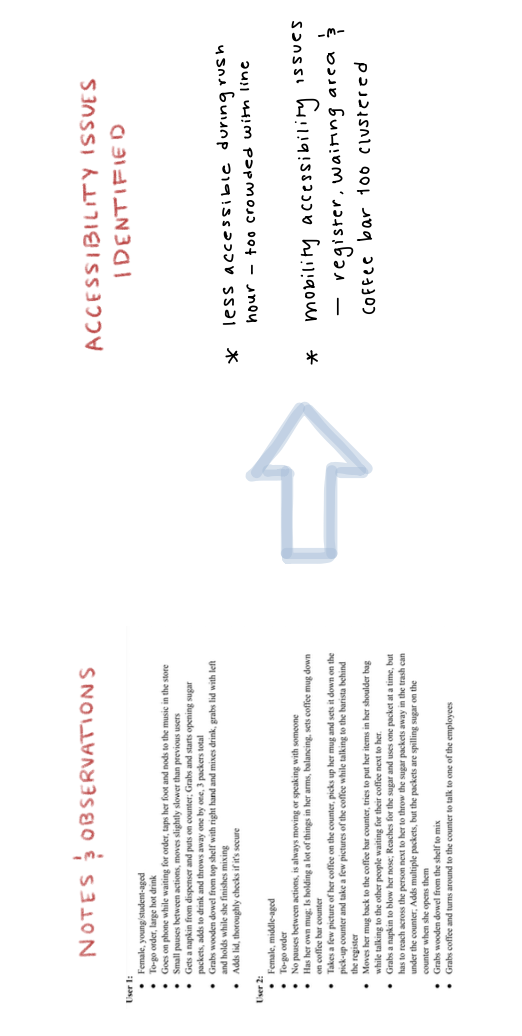 NOTES & OBSERVATIONS
User 1:
• Female, young/student-aged
• To-go order, large hot drink
• Goes on phone while waiting for order, taps her foot and nods to the music in the store
• Small pauses between actions, moves slightly slower than previous users
• Gets a napkin from dispenser and puts on counter; Grabs and starts opening sugar
packets, adds to drink and throws away one by one, 3 packers total
• Grabs wooden dowel from top shelf with right hand and mixes drink, grabs lid with left
and holds while she finishes mixing
• Adds lid, thoroughly checks if it's secure
User 2:
• Female, middle-aged
• To-go order
• No pauses between actions, is always moving or speaking with someone
• Has her own mug. Is holding a lot of things in her arms, balancing, sets coffee mug down
on coffee bar counter
• Takes a few picture of her coffee on the counter, picks up her mug and sets it down on the
pick-up counter and take a few pictures of the coffee while talking to the barista behind
the register
• Moves her mug back to the coffee bar counter, tries to put her items in her shoulder bag
while talking to the other people waiting for their coffee next to her.
• Grabs a napkin to blow her nose; Reaches for the sugar and uses one packet at a time, but
has to reach across the person next to her to throw the sugar packets away in the trash can
under the counter; Adds multiple packets, but the packets are spilling sugar on the
counter when she opens them
• Grabs wooden dowel from the shelf to mix
• Grabs coffee and turns around to the counter to talk to one of the employees
ACCESSIBILITY ISSUES
IDENTIFIED
* less accessible during rush
hour - too crowded with line
* mobility accessibility issues
- register, waiting area &
coffee bar too clustered